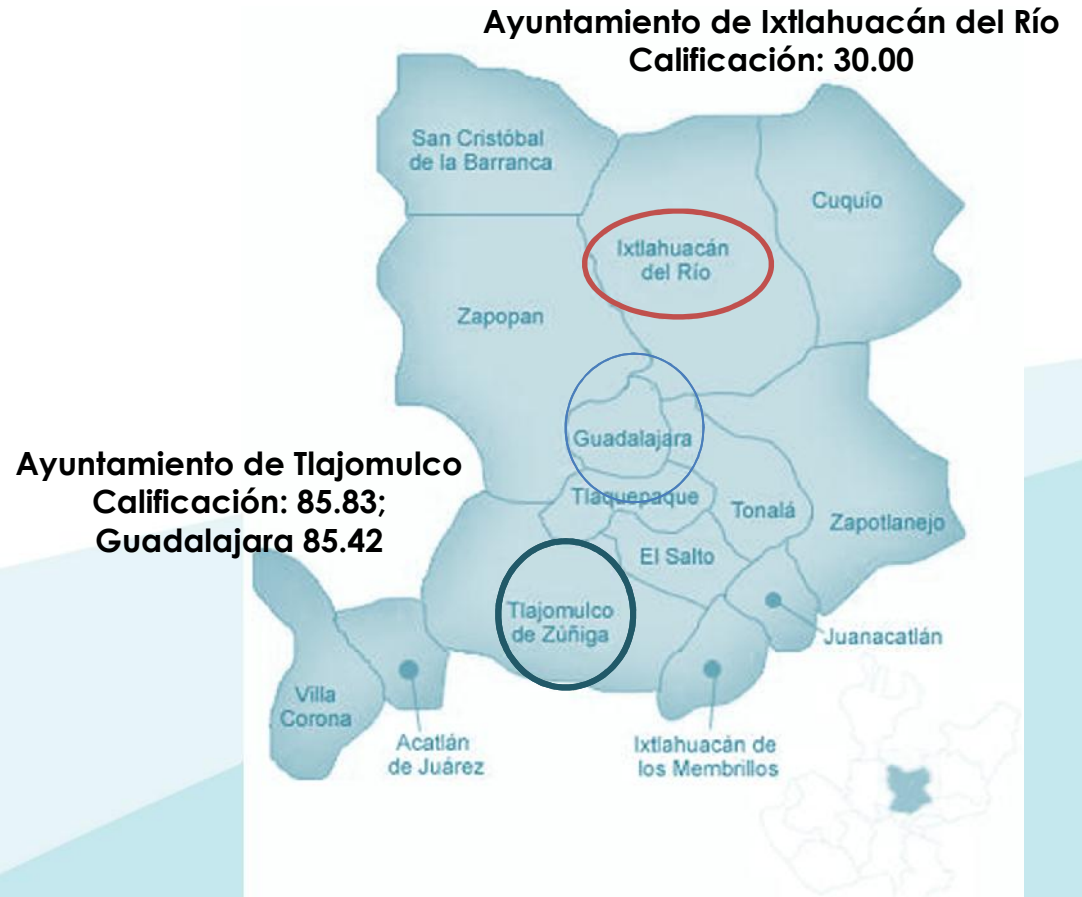 Ayuntamiento de Ixtlahuacán del Río
Calificación: 30.00
San Cristóbal
de la Barranca
Cuquío
Ixtlahuacán
del Río
Zapopan
Guadalajara
Ayuntamiento de Tlajomulco
Calificación: 85.83;
Guadalajara 85.42
Tlaquepaque
Tonalá
Zapotlanejo
El Salto
Tlajomulco
de Zúñiga
Juanacatlán
Villa
Corona
Acatlán
de Juárez
Ixtlahuacán de
los Membrillos